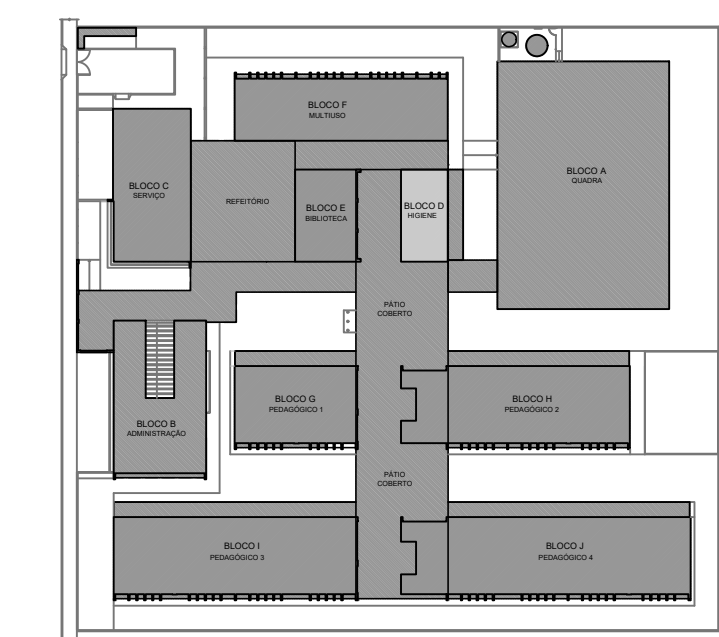 BLOCO F
MULTIUSO
BLOCO A
QUADRA
BLOCO C
SERVIÇO
REFEITÓRIO
BLOCO E
BIBLIOTECA
BLOCO D
HIGIENE
PÁTIO
COBERTO
BLOCO G
PEDAGÓGICO 1
BLOCO H
PEDAGÓGICO 2
BLOCO B
ADMINISTRAÇÃO
PÁTIO
COBERTO
BLOCO I
PEDAGÓGICO 3
BLOCO J
PEDAGÓGICO 4